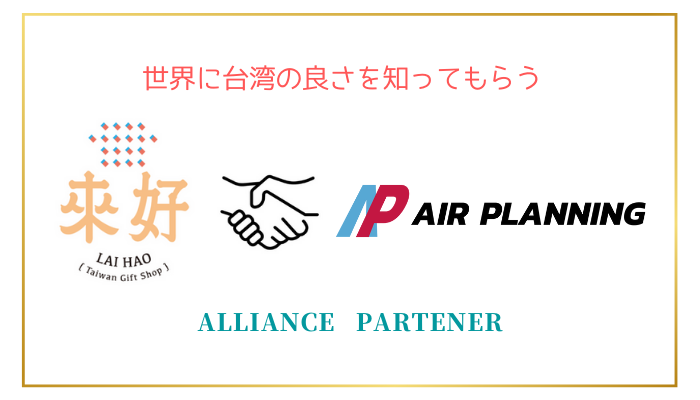 世界に台湾の良さを知ってもらう
來好
LAI HAO
( Taiwan Gift Shop )
AP AIR PLANNING
ALLIANCE PARTENER